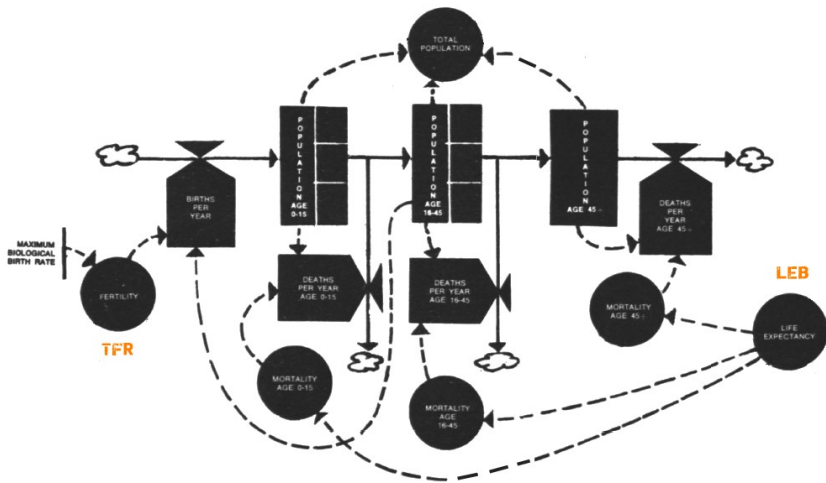 TOTAL
POPULATION
POPULATION
AGE
0-15
POPULATION
AGE
16-45
POPULATION
AGE 45+
BIRTHS
PER
YEAR
DEATHS
PER
YEAR
AGE 45+
MAXIMUM
BIOLOGICAL
BIRTH RATE
FERTILITY
TFR
DEATHS
PER YEAR
AGE 0-15
DEATHS
PER YEAR
AGE 16-45
MORTALITY
AGE 45+
LEB
LIFE
EXPECTANCY
MORTALITY
AGE 0-15
MORTALITY
AGE
16-45